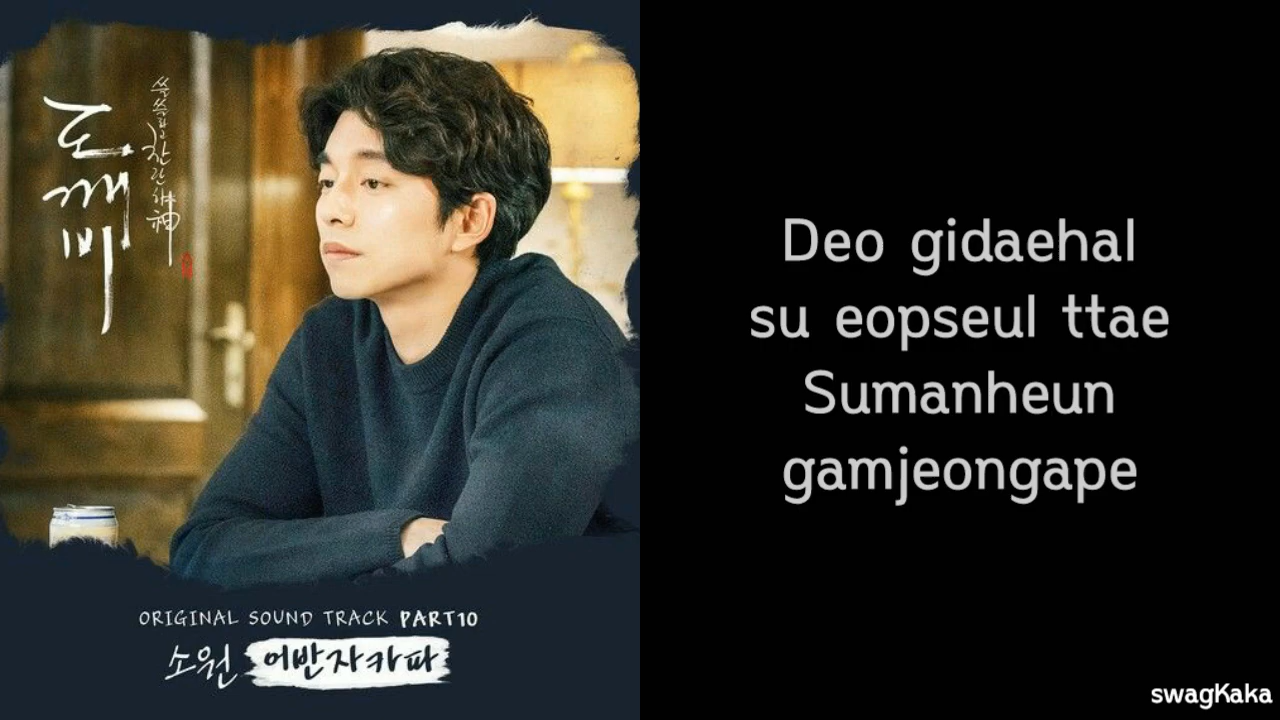 도깨비
쓸쓸하고 찬란하神
ORIGINAL SOUND TRACK PART10
소원 어반자카파
Deo gidaehal
su eopseul ttae
Sumanheun
gamjeongape
swagKaka